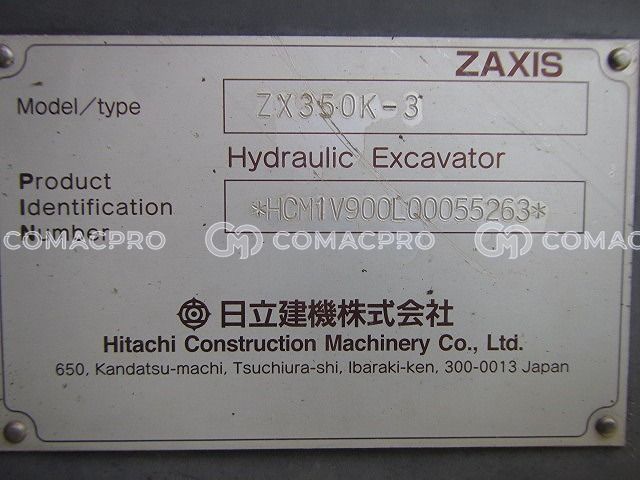 ZAXIS
Model/type ZX350K-3
Hydraulic Excavator
Product
Identification
Number *HCM1V900LQ0055263*
COMACPRO COMACPRO COMACPRO
日立建機株式会社
Hitachi Construction Machinery Co., Ltd.
650, Kandatsu-machi, Tsuchiura-shi, Ibaraki-ken, 300-0013 Japan